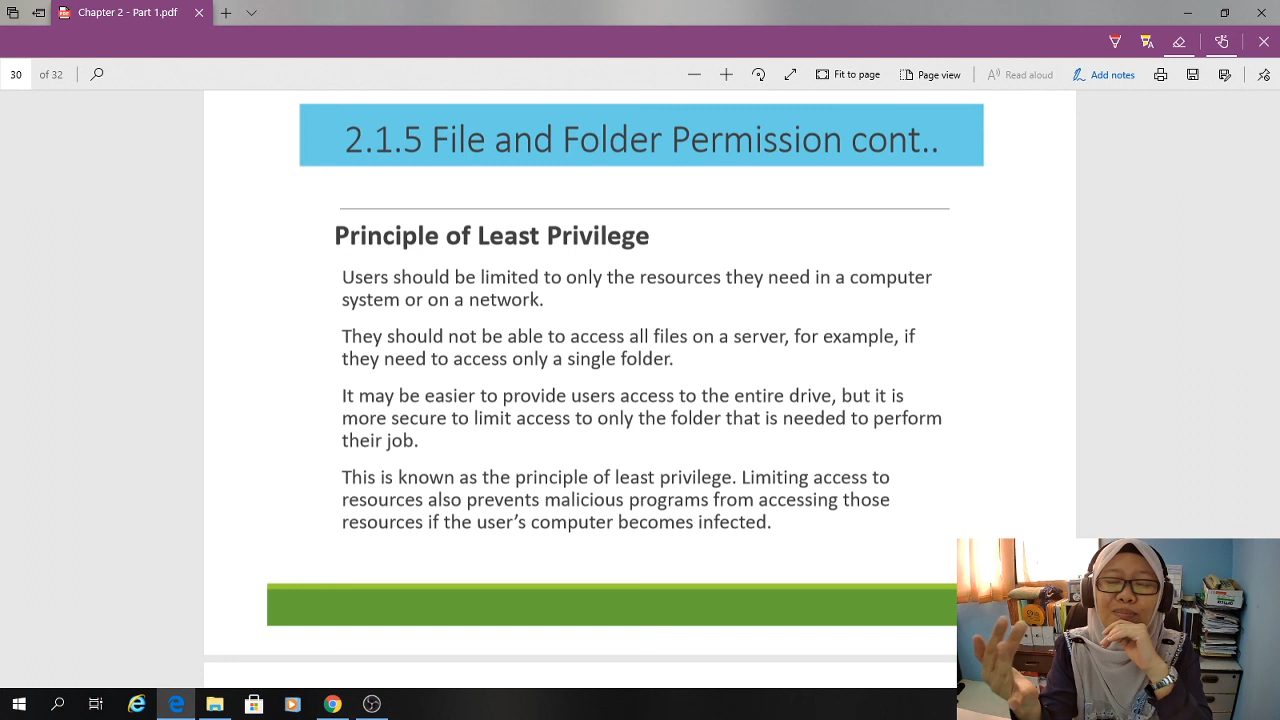 Chapter 2 - Part 1.pdf
30 of 32
Fit to page
Page view
Read aloud
Add notes
2.1.5 File and Folder Permission cont..
Principle of Least Privilege
Users should be limited to only the resources they need in a computer
system or on a network.
They should not be able to access all files on a server, for example, if
they need to access only a single folder.
It may be easier to provide users access to the entire drive, but it is
more secure to limit access to only the folder that is needed to perform
their job.
This is known as the principle of least privilege. Limiting access to
resources also prevents malicious programs from accessing those
resources if the user’s computer becomes infected.